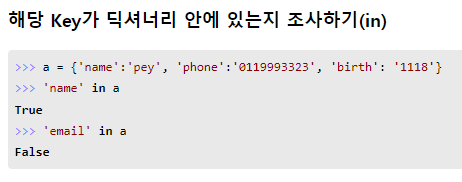 해당 Key가 딕셔너리 안에 있는지 조사하기(in)
>>> a = {'name':'pey', 'phone':'0119993323', 'birth': '1118'}
>>> 'name' in a
True
>>> 'email' in a
False